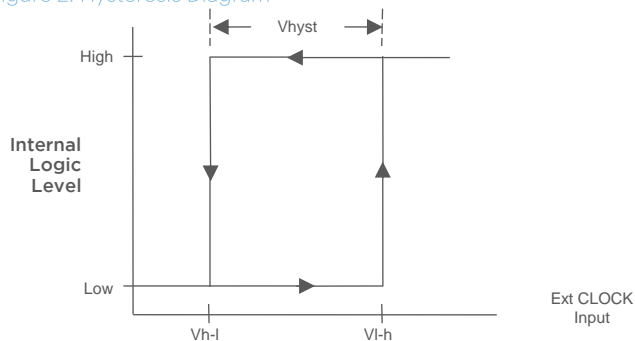 Figure 2. Hysteresis Diagram
Vhyst
High
Internal
Logic
Level
Low
Ext CLOCK
Input
Vh-l
Vl-h